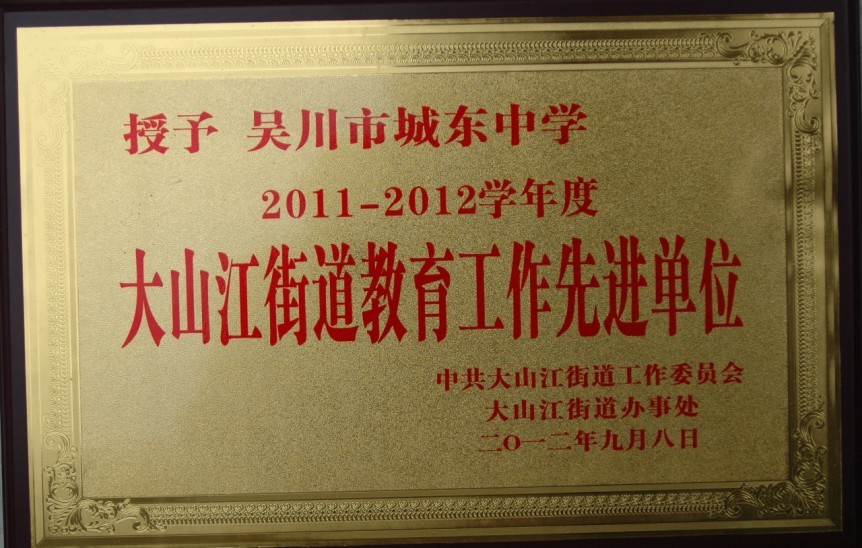 授予 吴川市城东中学
2011-2012学年度
大山江街道教育工作先进单位
中共大山江街道工作委员会
大山江街道办事处
二O一二年九月八日